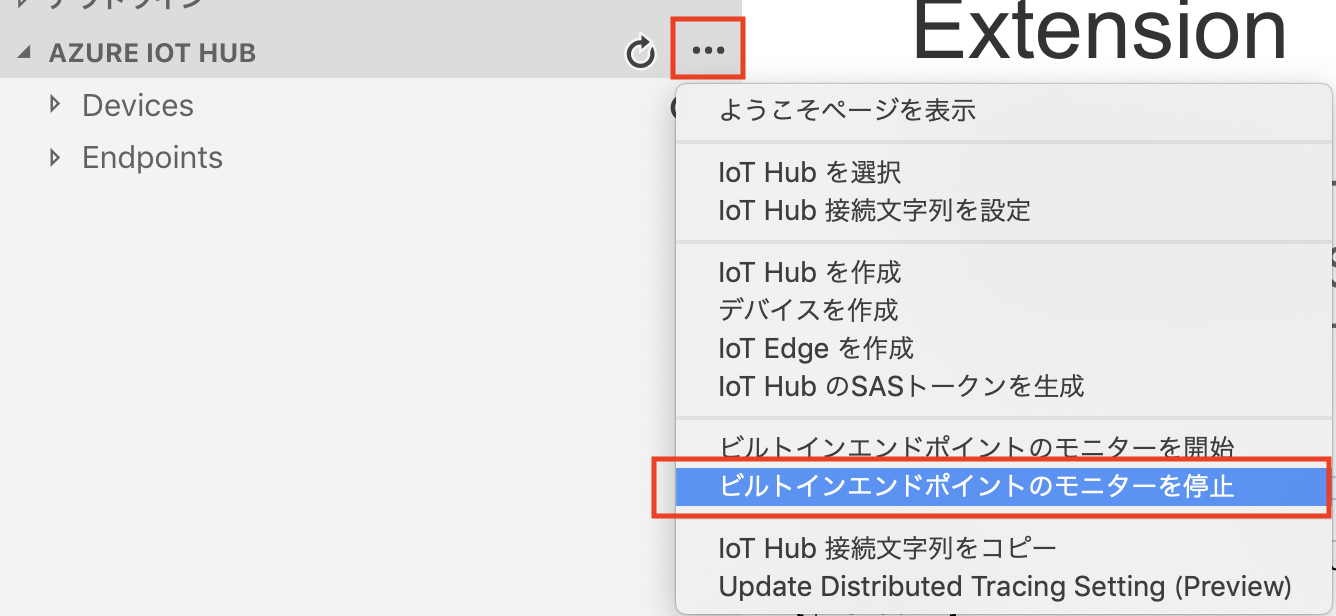 アウトライン
AZURE IOT HUB
Extension
Devices
Endpoints
ようこそページを表示
IoT Hub を選択
IoT Hub 接続文字列を設定
IoT Hub を作成
デバイスを作成
IoT Edge を作成
IoT Hub のSASトークンを生成
ビルトインエンドポイントのモニターを開始
ビルトインエンドポイントのモニターを停止
IoT Hub 接続文字列をコピー
Update Distributed Tracing Setting (Preview)